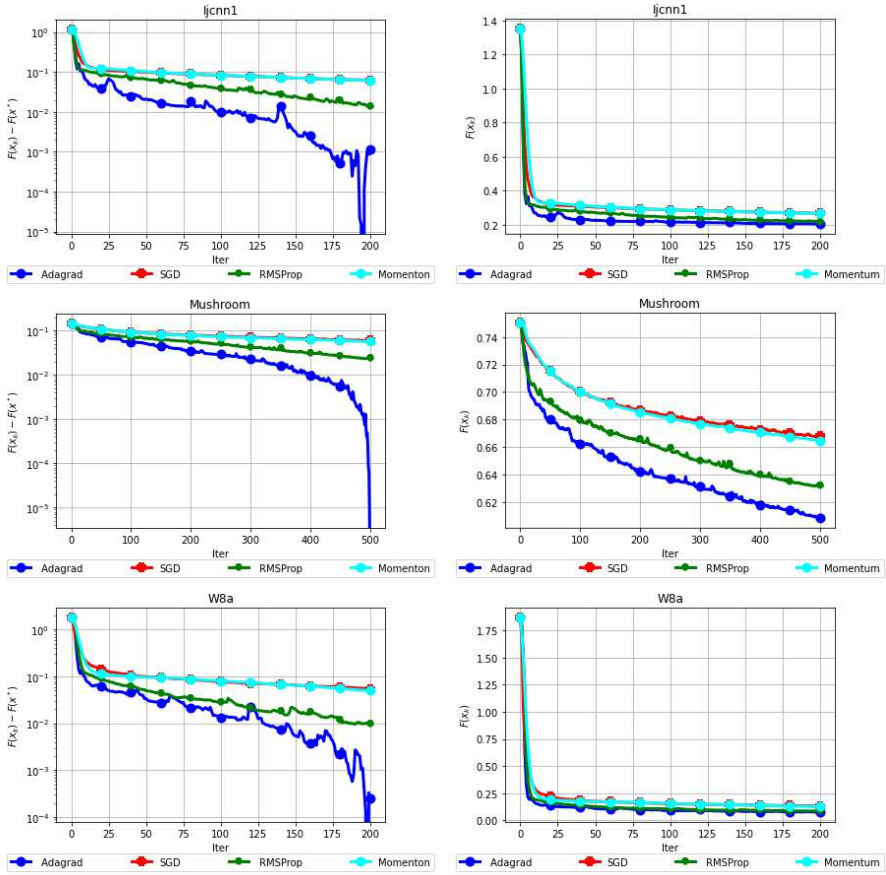 Ijcnn1
F(x_k) − F(x*)
10^0
10^-1
10^-2
10^-3
10^-4
10^-5
0 25 50 75 100 125 150 175 200
Iter
Adagrad SGD RMSProp Momenton
Ijcnn1
F(x_k)
1.4
1.2
1.0
0.8
0.6
0.4
0.2
0 25 50 75 100 125 150 175 200
Iter
Adagrad SGD RMSProp Momentum
Mushroom
F(x_k) − F(x*)
10^-1
10^-2
10^-3
10^-4
10^-5
0 100 200 300 400 500
Iter
Adagrad SGD RMSProp Momenton
Mushroom
F(x_k)
0.74
0.72
0.70
0.68
0.66
0.64
0.62
0 100 200 300 400 500
Iter
Adagrad SGD RMSProp Momentum
W8a
F(x_k) − F(x*)
10^0
10^-1
10^-2
10^-3
10^-4
0 25 50 75 100 125 150 175 200
Iter
Adagrad SGD RMSProp Momenton
W8a
F(x_k)
1.75
1.50
1.25
1.00
0.75
0.50
0.25
0.00
0 25 50 75 100 125 150 175 200
Iter
Adagrad SGD RMSProp Momentum